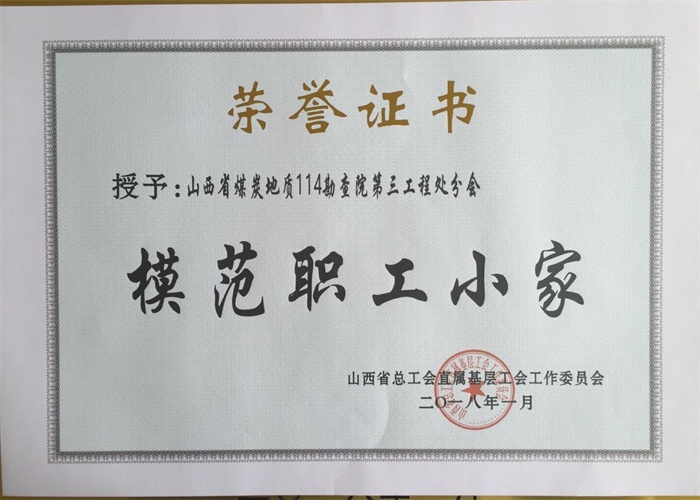 荣誉证书
授予：山西省煤炭地质114勘查院第三工程处分会
模范职工小家
山西省总工会直属基层工会工作委员会
二〇一八年一月